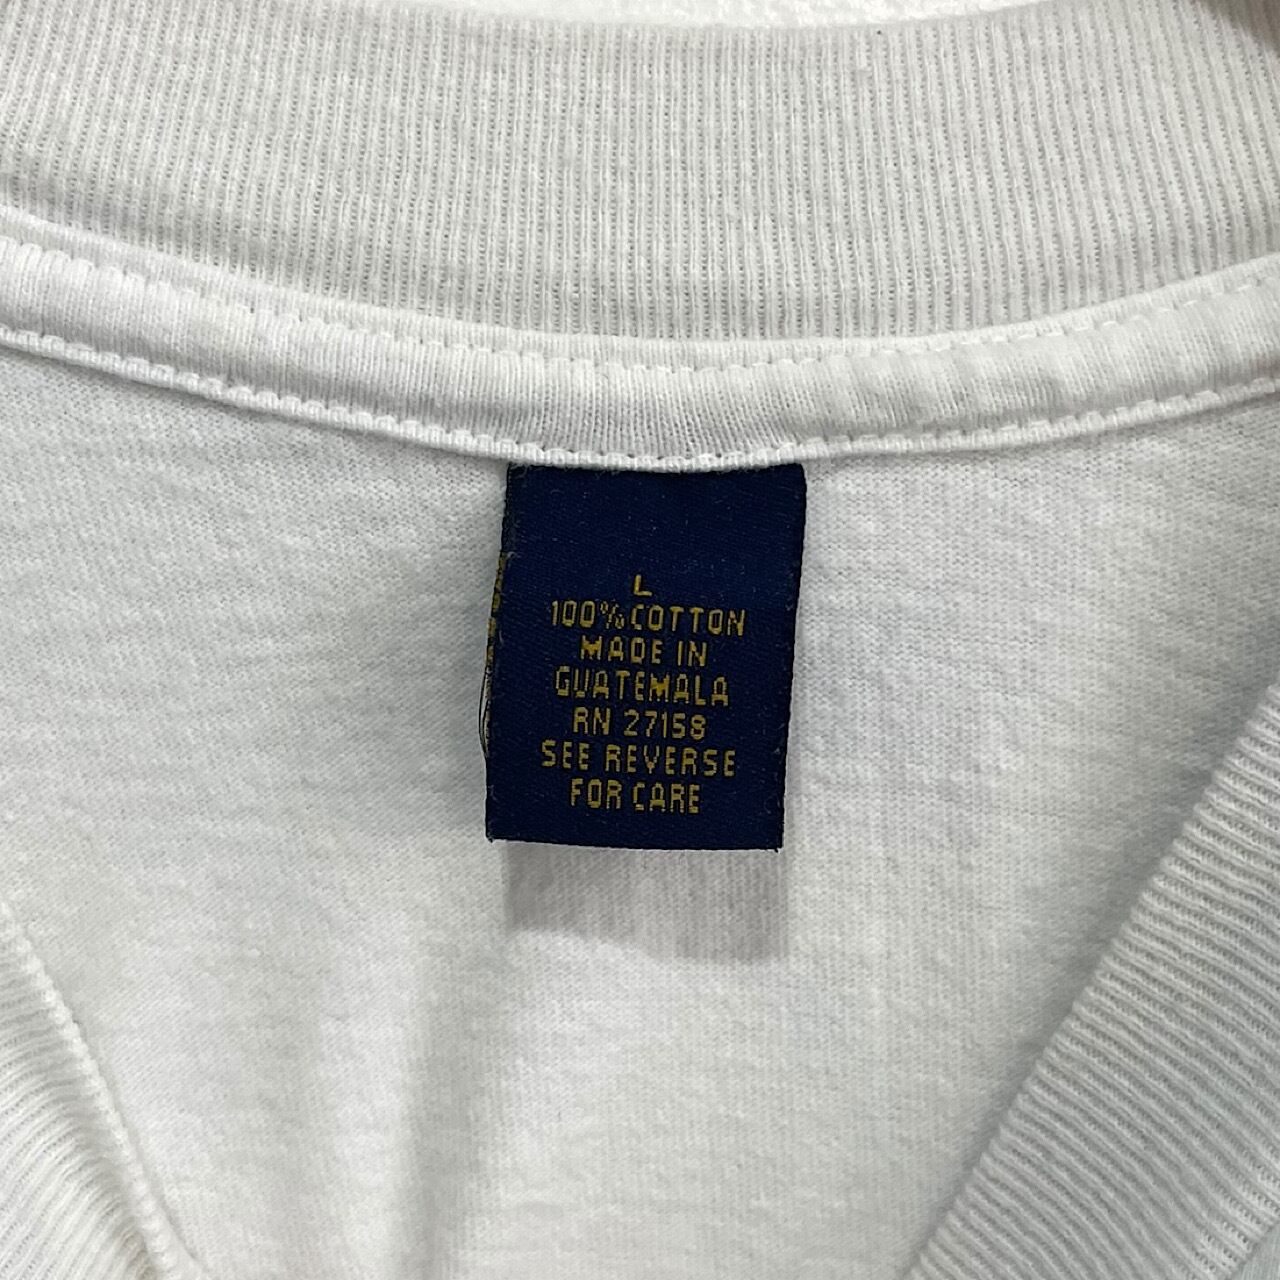 L
100% COTTON
MADE IN
GUATEMALA
RN 27158
SEE REVERSE
FOR CARE